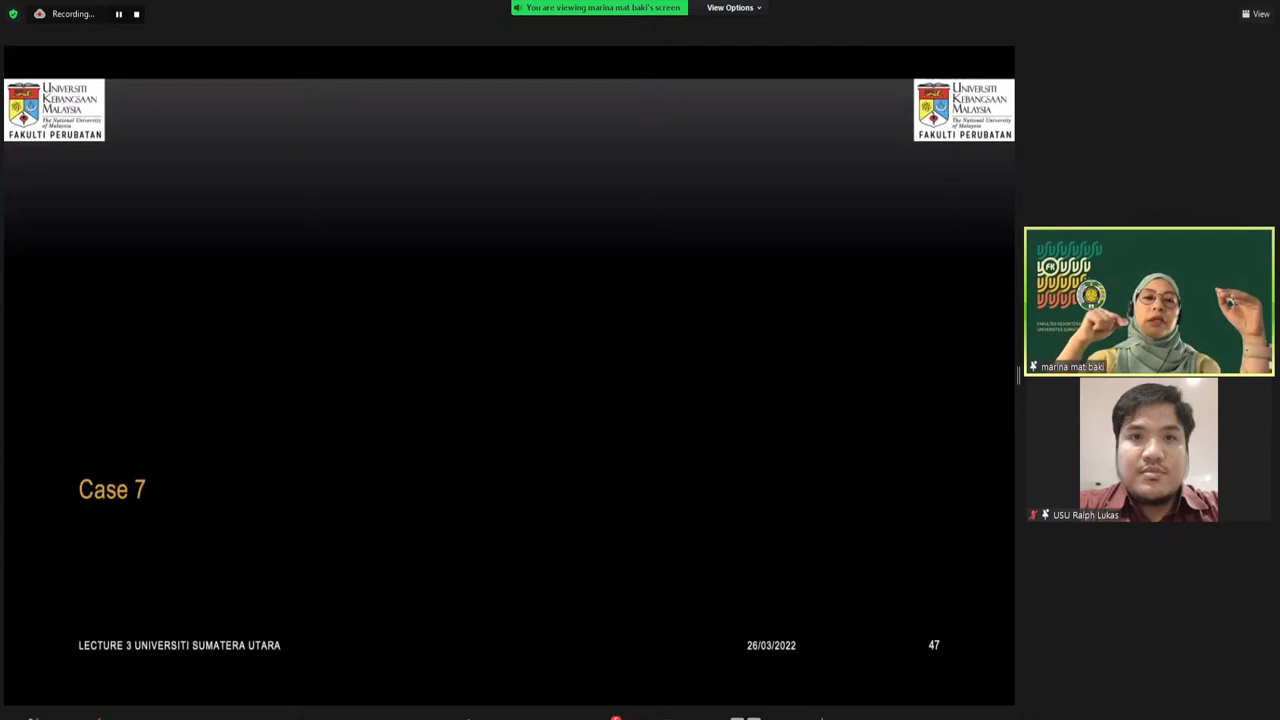 Recording...
You are viewing marina mat baki's screen
View Options
View
UNIVERSITI
KEBANGSAAN
MALAYSIA
The National University
of Malaysia
FAKULTI PERUBATAN
UNIVERSITI
KEBANGSAAN
MALAYSIA
The National University
of Malaysia
FAKULTI PERUBATAN
marina mat baki
USU Ralph Lukas
Case 7
LECTURE 3 UNIVERSITI SUMATERA UTARA
26/03/2022
47